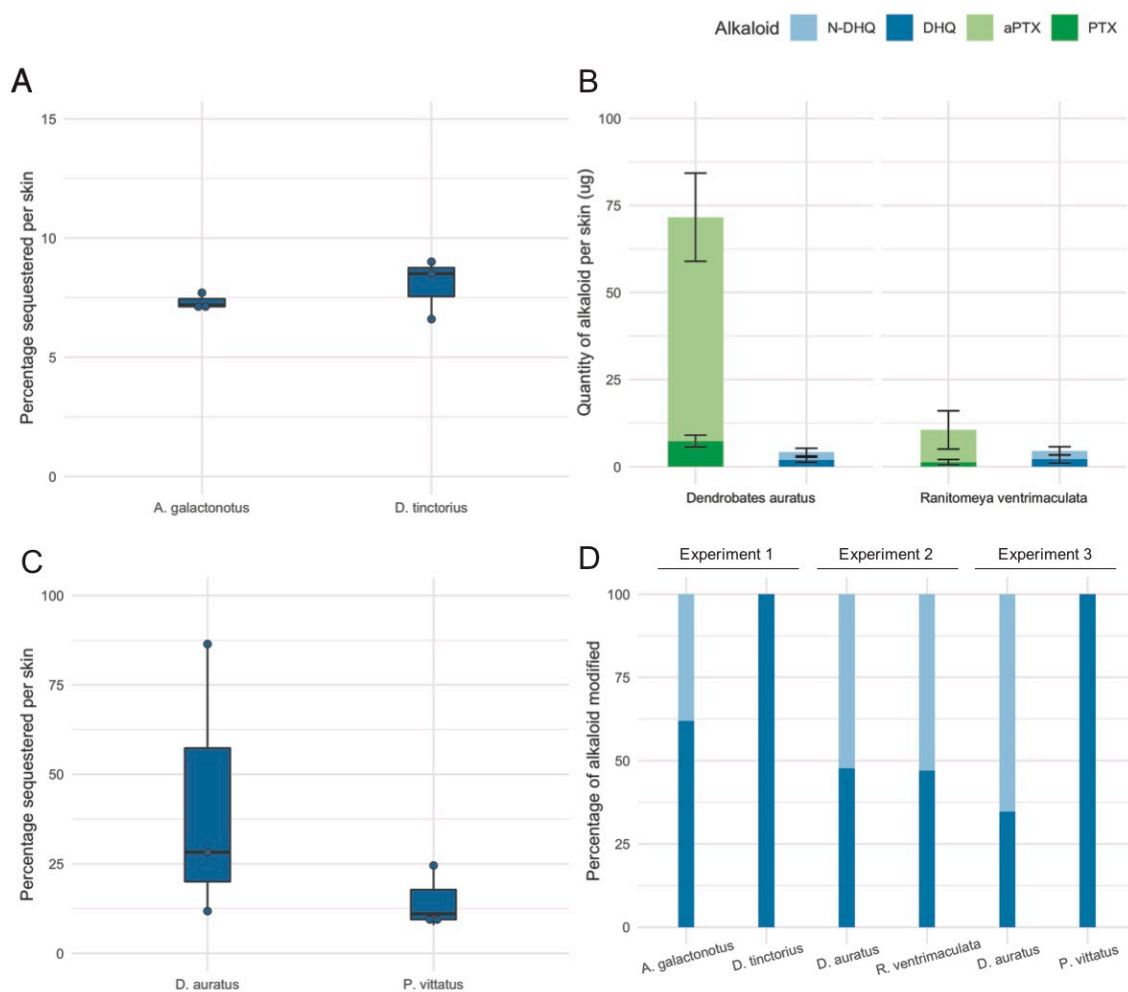 Alkaloid N-DHQ DHQ aPTX PTX
A
Percentage sequestered per skin
15
10
5
0
A. galactonotus D. tinctorius
B
Quantity of alkaloid per skin (ug)
100
75
50
25
0
Dendrobates auratus Ranitomeya ventrimaculata
C
Percentage sequestered per skin
100
75
50
25
0
D. auratus P. vittatus
D
Experiment 1 Experiment 2 Experiment 3
Percentage of alkaloid modified
100
75
50
25
0
A. galactonotus D. tinctorius D. auratus R. ventrimaculata D. auratus P. vittatus